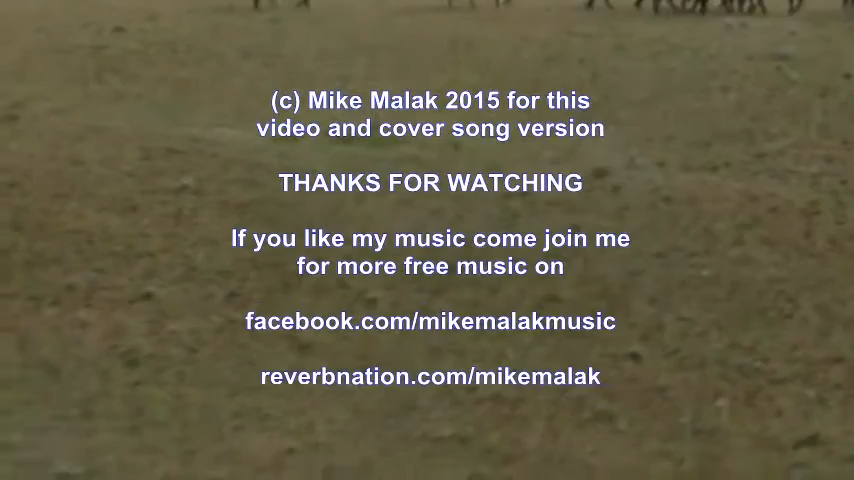 (c) Mike Malak 2015 for this
video and cover song version
THANKS FOR WATCHING
If you like my music come join me
for more free music on
facebook.com/mikemalakmusic
reverbnation.com/mikemalak